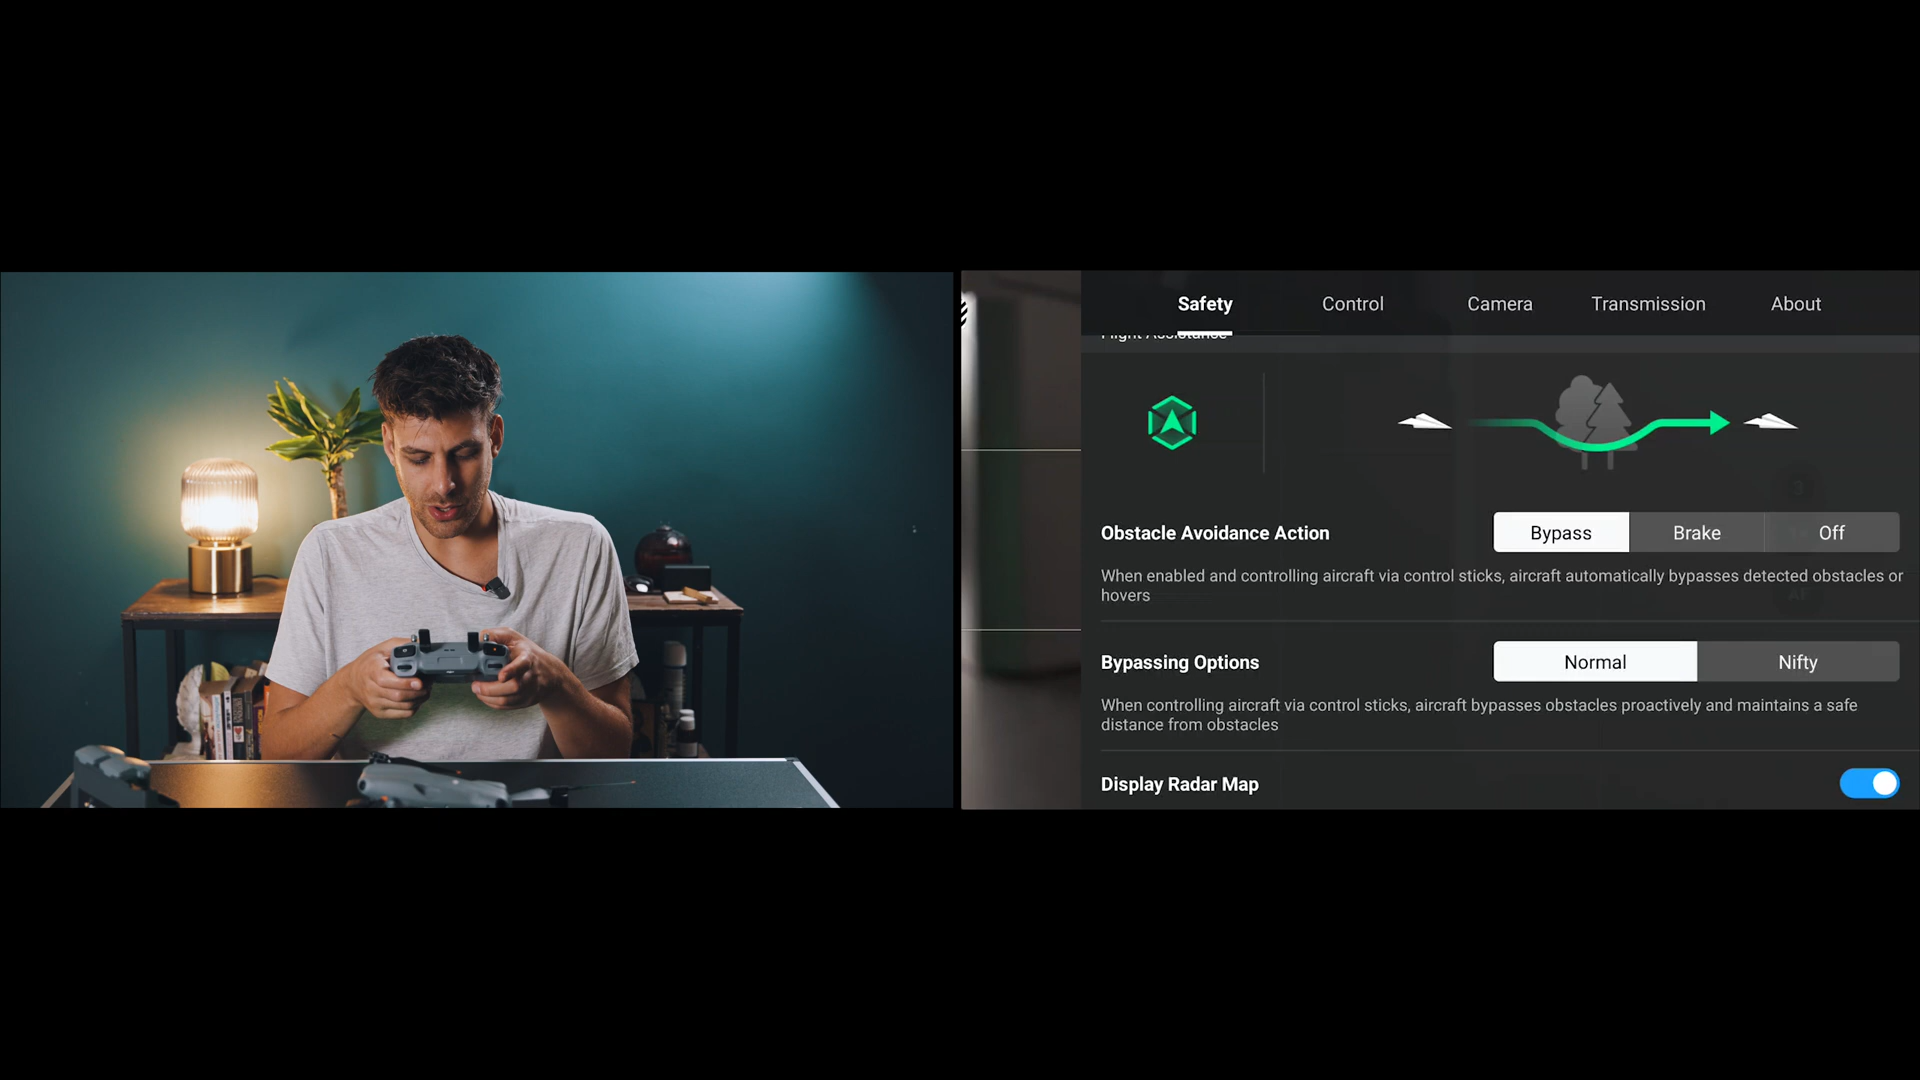 Safety Control Camera Transmission About
Flight Assistance
Obstacle Avoidance Action Bypass Brake Off
When enabled and controlling aircraft via control sticks, aircraft automatically bypasses detected obstacles or
hovers
Bypassing Options Normal Nifty
When controlling aircraft via control sticks, aircraft bypasses obstacles proactively and maintains a safe
distance from obstacles
Display Radar Map